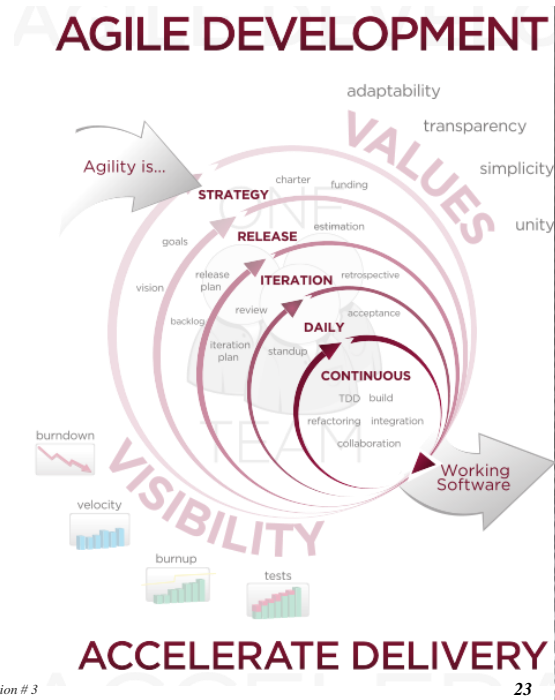 AGILE DEVELOPMENT
adaptability
VALUES
transparency
Agility is...
simplicity
charter
funding
STRATEGY
ONE
unity
goals
RELEASE
estimation
release
plan
ITERATION
retrospective
vision
backlog
review
acceptance
DAILY
iteration
plan
standup
CONTINUOUS
TDD build
refactoring integration
collaboration
TEAM
burndown
Working
Software
VISIBILITY
velocity
burnup
tests
ACCELERATE DELIVERY
ion # 3
23